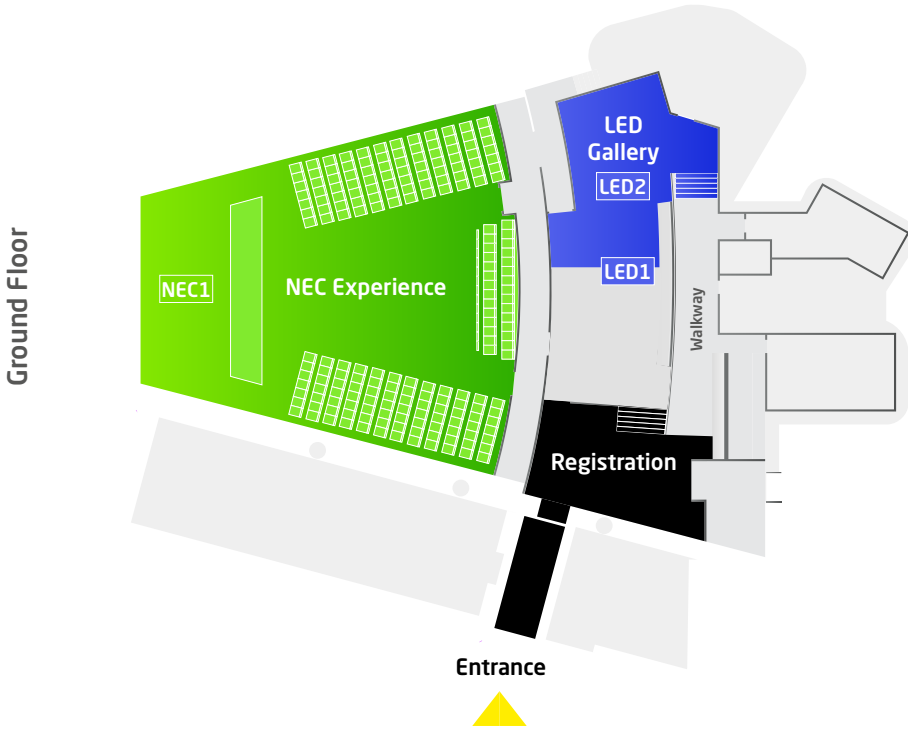 Ground Floor
LED
Gallery
LED2
LED1
NEC1
NEC Experience
Walkway
Registration
Entrance